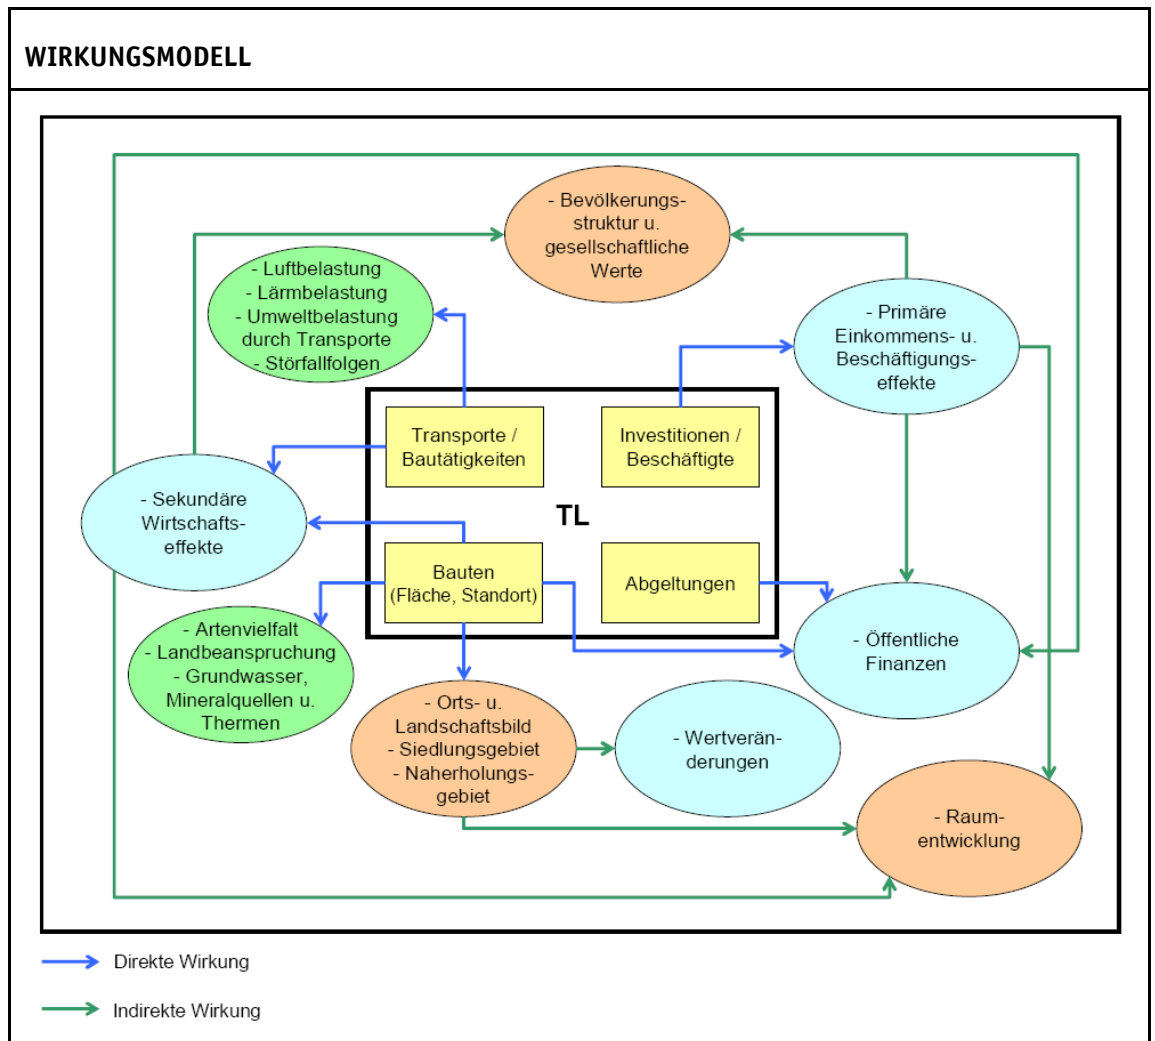 WIRKUNGSMODELL
- Bevölkerungs-
struktur u.
gesellschaftliche
Werte
- Luftbelastung
- Lärmbelastung
- Umweltbelastung
durch Transporte
- Störfallfolgen
- Primäre
Einkommens- u.
Beschäftigungs-
effekte
Transporte /
Bautätigkeiten
Investitionen /
Beschäftigte
- Sekundäre
Wirtschafts-
effekte
TL
Bauten
(Fläche, Standort)
Abgeltungen
- Artenvielfalt
- Landbeanspruchung
- Grundwasser,
Mineralquellen u.
Thermen
- Öffentliche
Finanzen
- Orts- u.
Landschaftsbild
- Siedlungsgebiet
- Naherholungs-
gebiet
- Wertverän-
derungen
- Raum-
entwicklung
Direkte Wirkung
Indirekte Wirkung